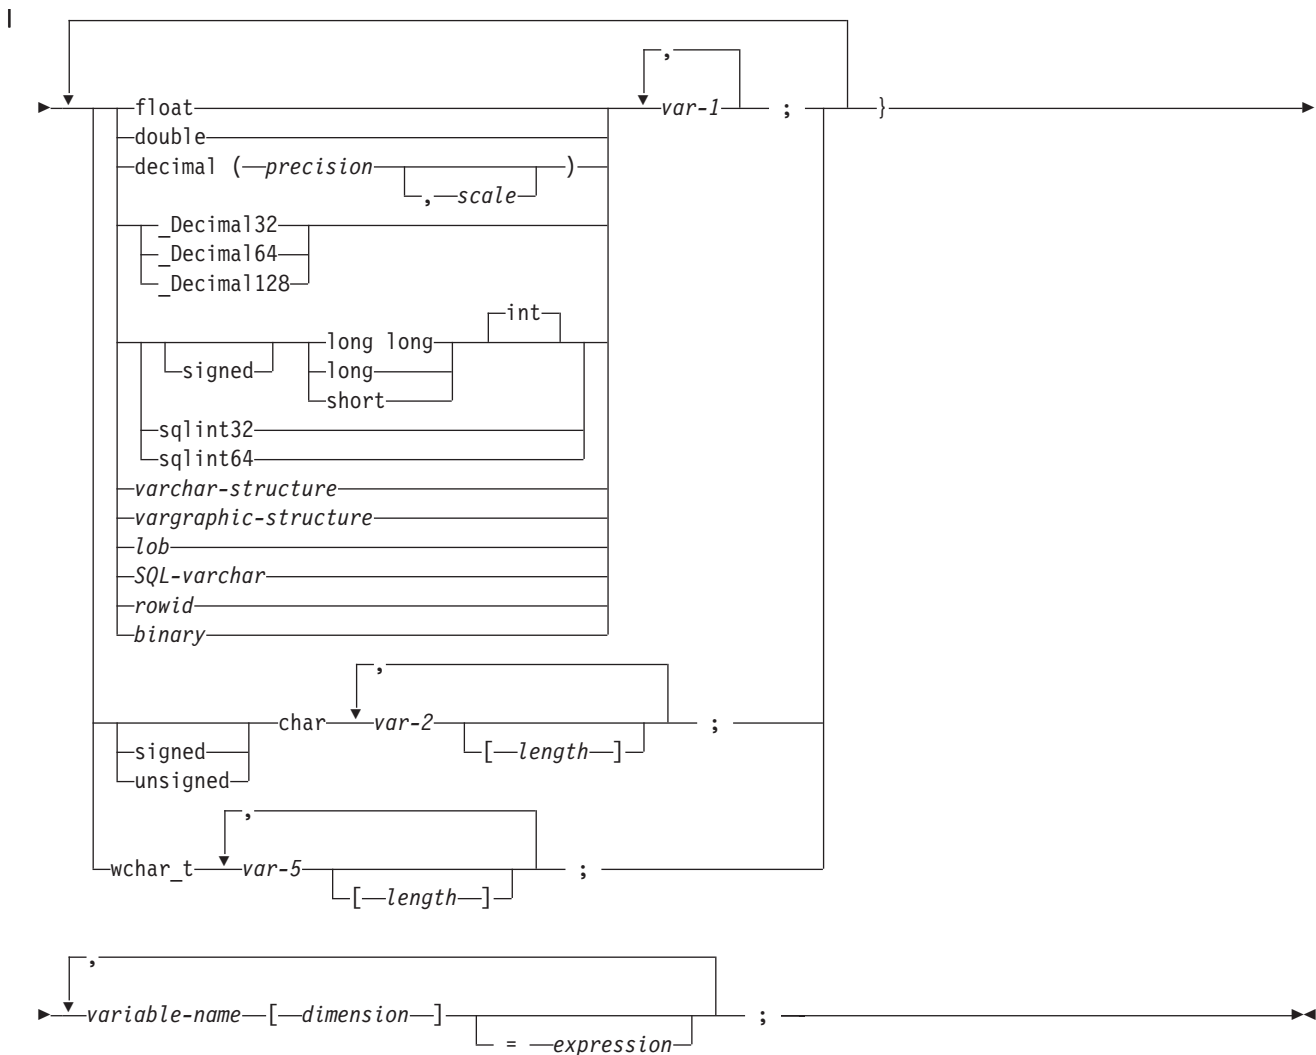 |
,
float var-1 ; }
double
decimal ( precision )
, scale
_Decimal32
_Decimal64
_Decimal128
int
long long
signed long
short
sqlint32
sqlint64
varchar-structure
vargraphic-structure
lob
SQL-varchar
rowid
binary
,
char var-2 ;
signed [ length ]
unsigned
,
wchar_t var-5 ;
[ length ]
,
variable-name [ dimension ] ;
= expression